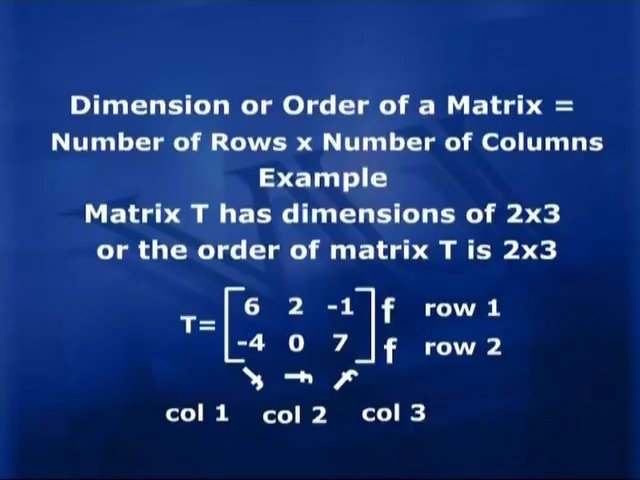 Dimension or Order of a Matrix =
Number of Rows x Number of Columns
Example
Matrix T has dimensions of 2x3
or the order of matrix T is 2x3
6 2 -1 f row 1
T=
-4 0 7 f row 2
f f f
col 1 col 2 col 3
VU